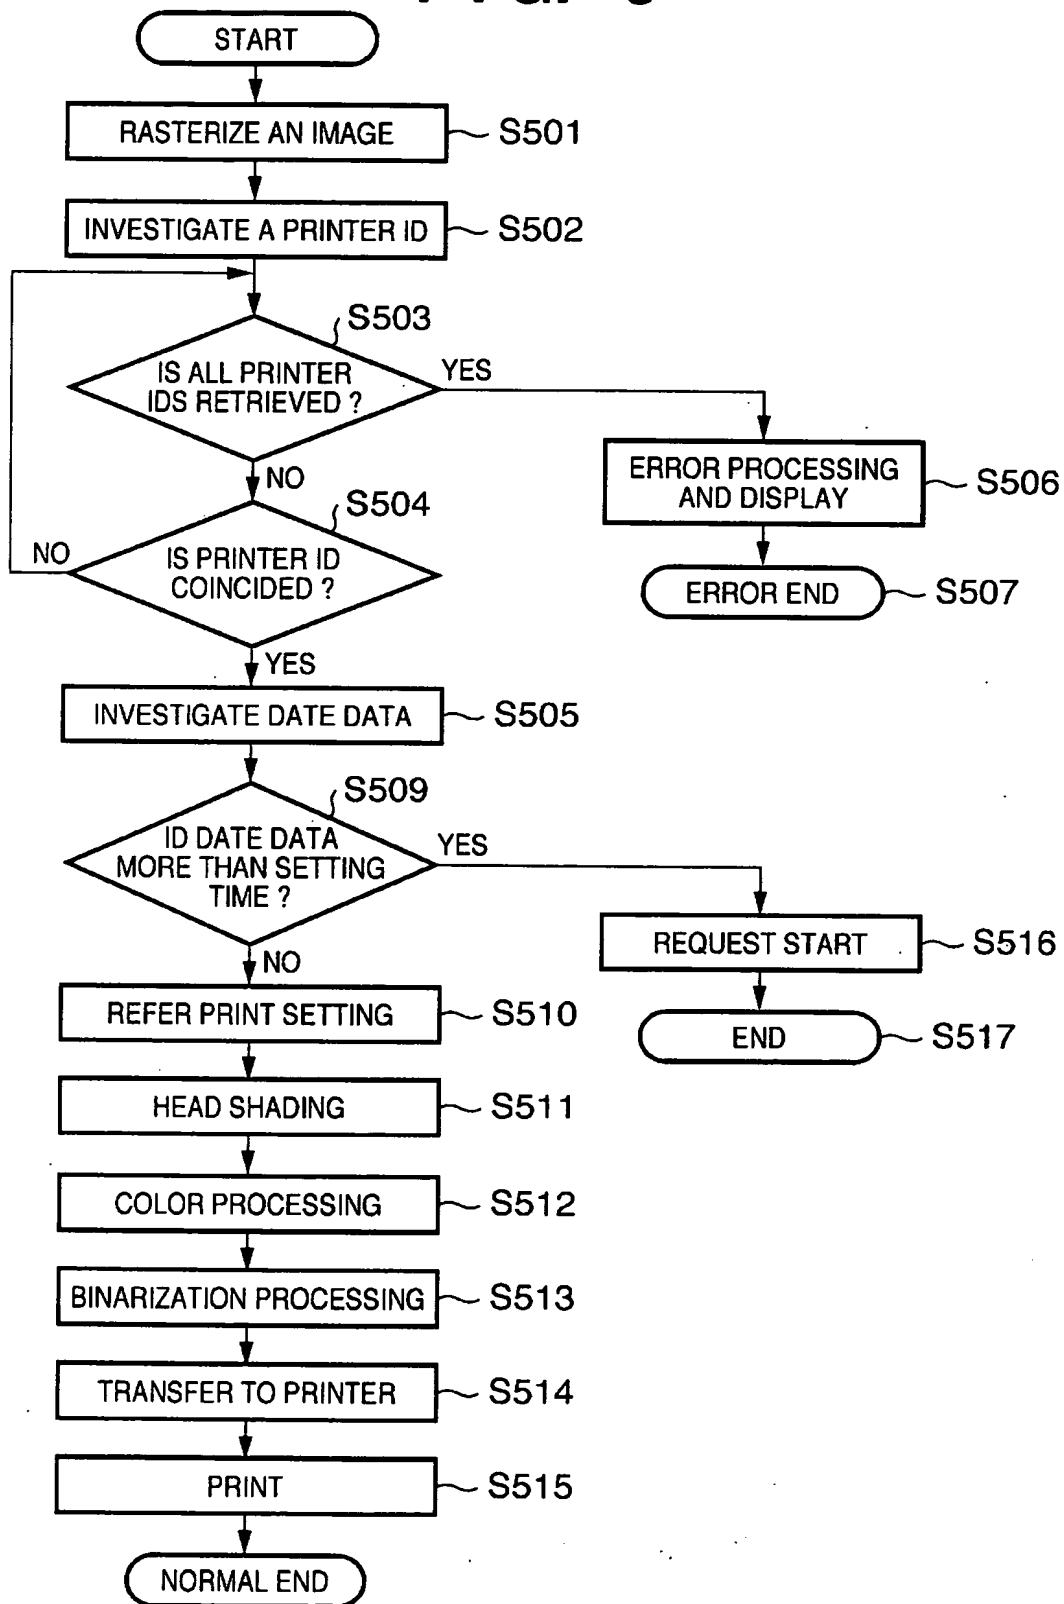 START
RASTERIZE AN IMAGE S501
INVESTIGATE A PRINTER ID S502
S503
IS ALL PRINTER
IDS RETRIEVED ?
YES
NO
ERROR PROCESSING
AND DISPLAY
S506
S504
NO
IS PRINTER ID
COINCIDED ?
ERROR END S507
YES
INVESTIGATE DATE DATA S505
S509
ID DATE DATA
MORE THAN SETTING
TIME ?
YES
REQUEST START S516
NO
REFER PRINT SETTING S510
END S517
HEAD SHADING S511
COLOR PROCESSING S512
BINARIZATION PROCESSING S513
TRANSFER TO PRINTER S514
PRINT S515
NORMAL END